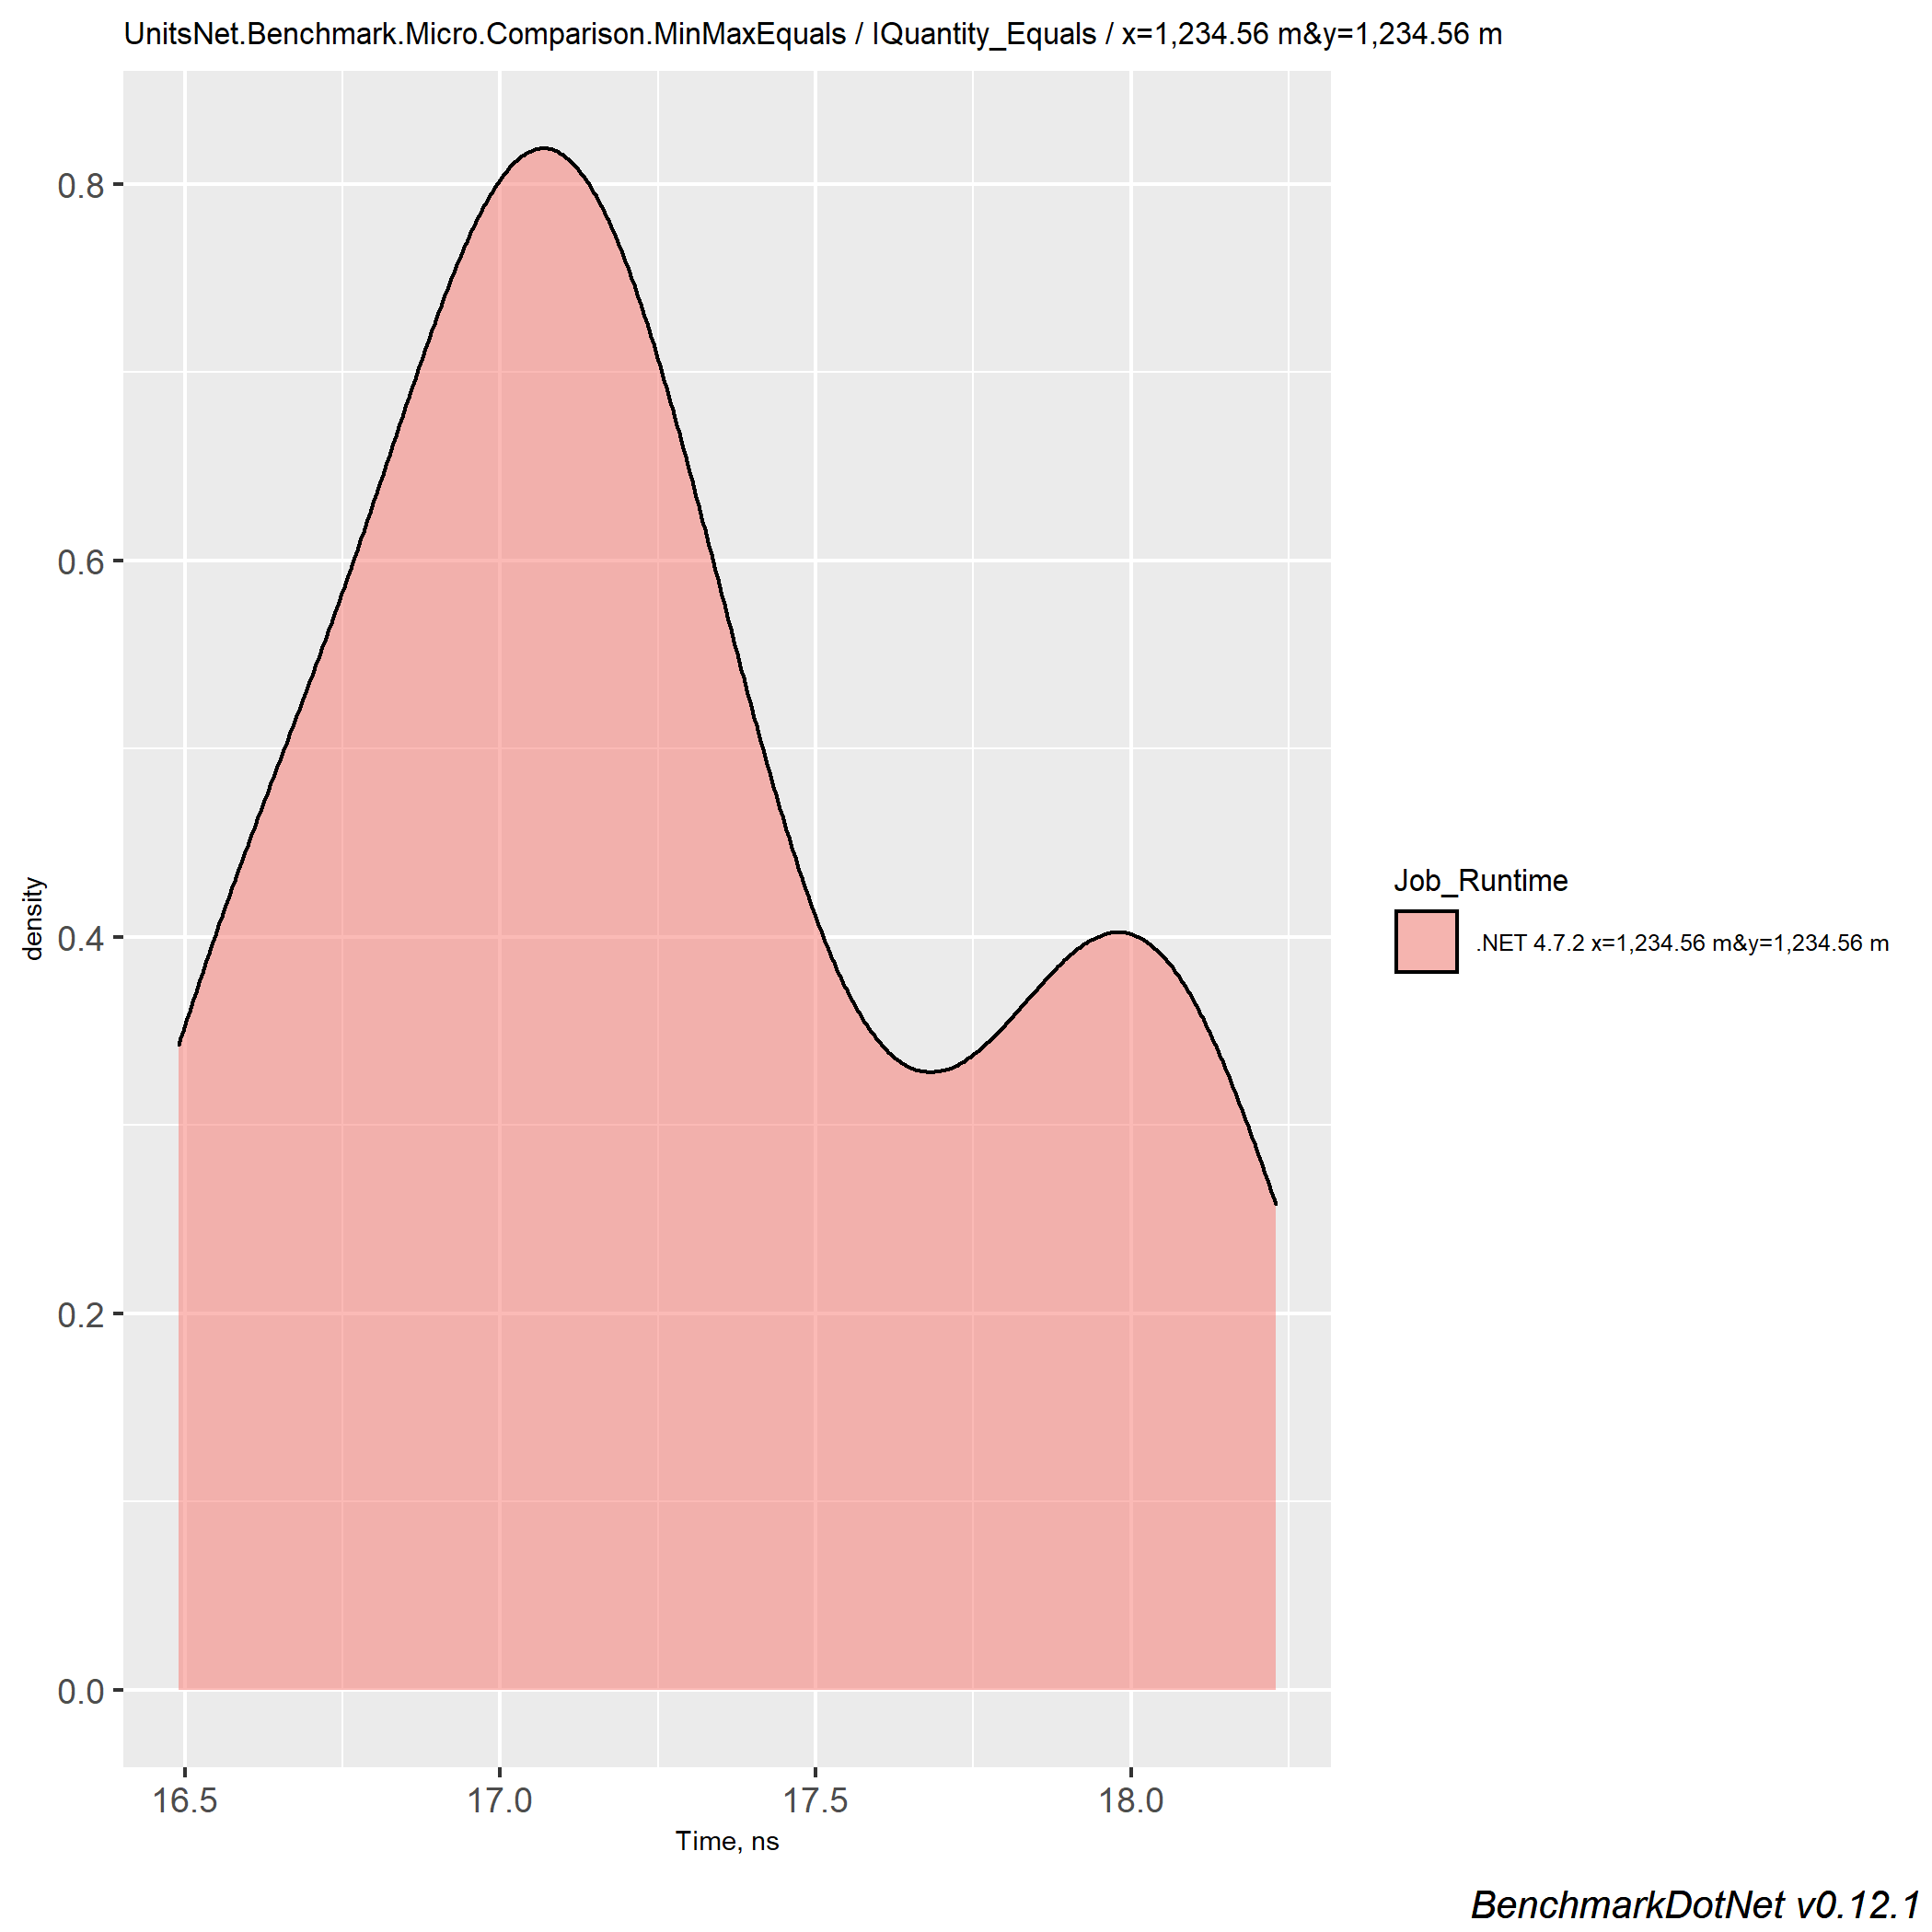 UnitsNet.Benchmark.Micro.Comparison.MinMaxEquals / IQuantity_Equals / x=1,234.56 m&y=1,234.56 m
0.8
0.6
0.4
0.2
0.0
density
16.5 17.0 17.5 18.0
Time, ns
Job_Runtime
.NET 4.7.2 x=1,234.56 m&y=1,234.56 m
BenchmarkDotNet v0.12.1